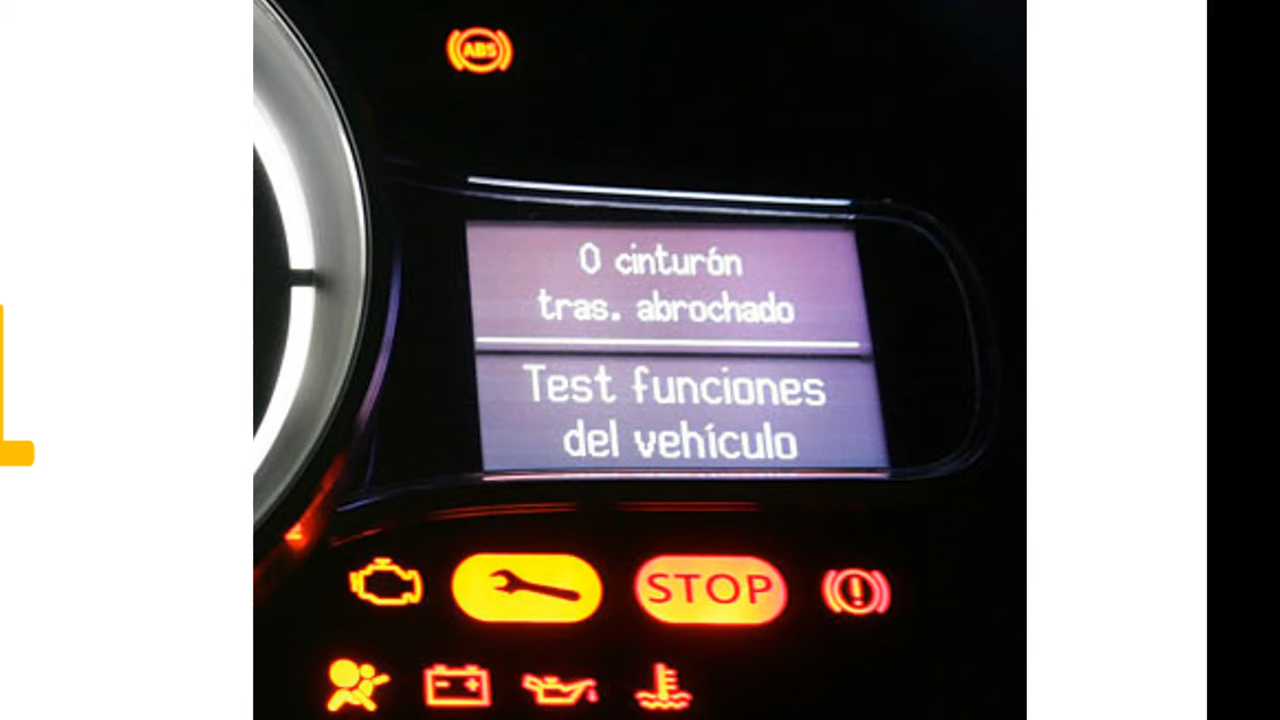 ABS
0 cinturón
tras. abrochado
Test funciones
del vehículo
STOP